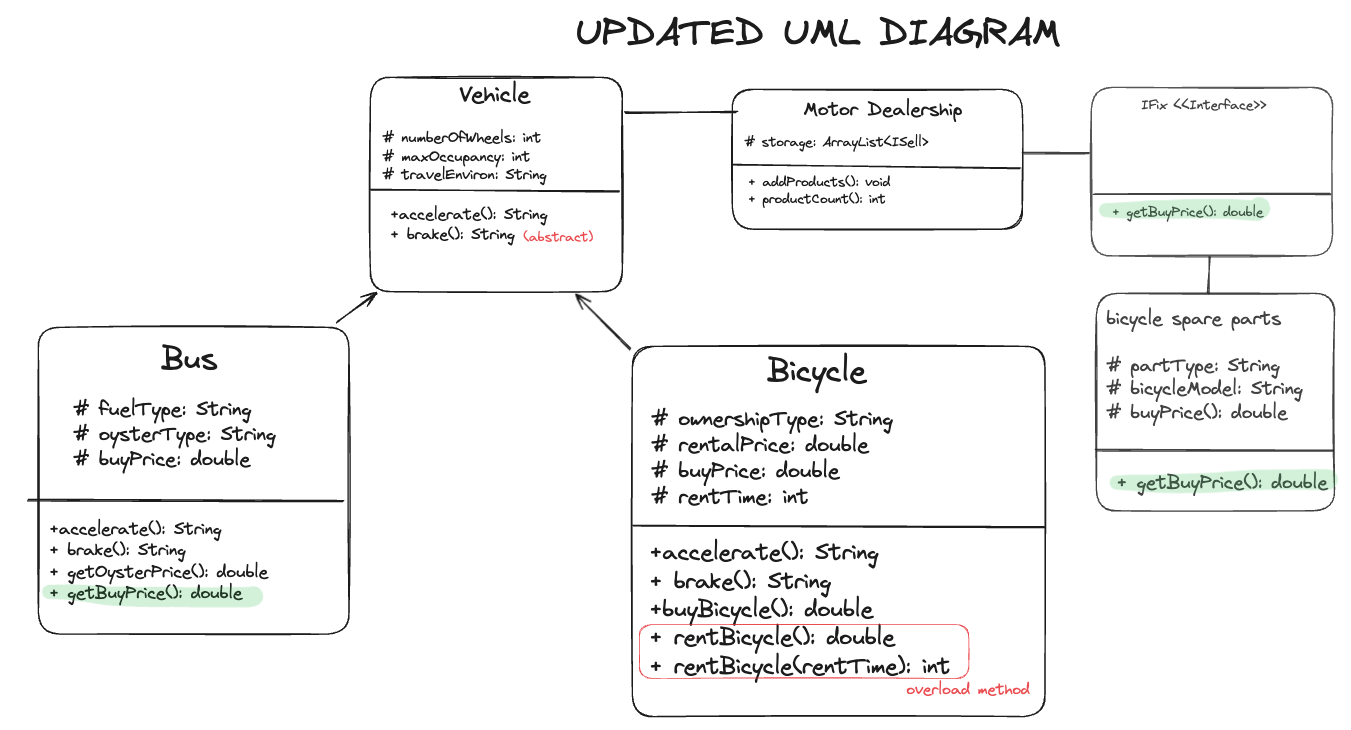 UPDATED UML DIAGRAM
Vehicle
# numberOfWheels: int
# maxOccupancy: int
# travelEnviron: String
+accelerate(): String
+ brake(): String (abstract)
Motor Dealership
# storage: ArrayList<ISell>
+ addProducts(): void
+ productCount(): int
IFix <<Interface>>
+ getBuyPrice(): double
bicycle spare parts
# partType: String
# bicycleModel: String
# buyPrice(): double
+ getBuyPrice(): double
Bus
# fuelType: String
# oysterType: String
# buyPrice: double
+accelerate(): String
+ brake(): String
+ getOysterPrice(): double
+ getBuyPrice(): double
Bicycle
# ownershipType: String
# rentalPrice: double
# buyPrice: double
# rentTime: int
+accelerate(): String
+ brake(): String
+buyBicycle(): double
+ rentBicycle(): double
+ rentBicycle(rentTime): int
overload method